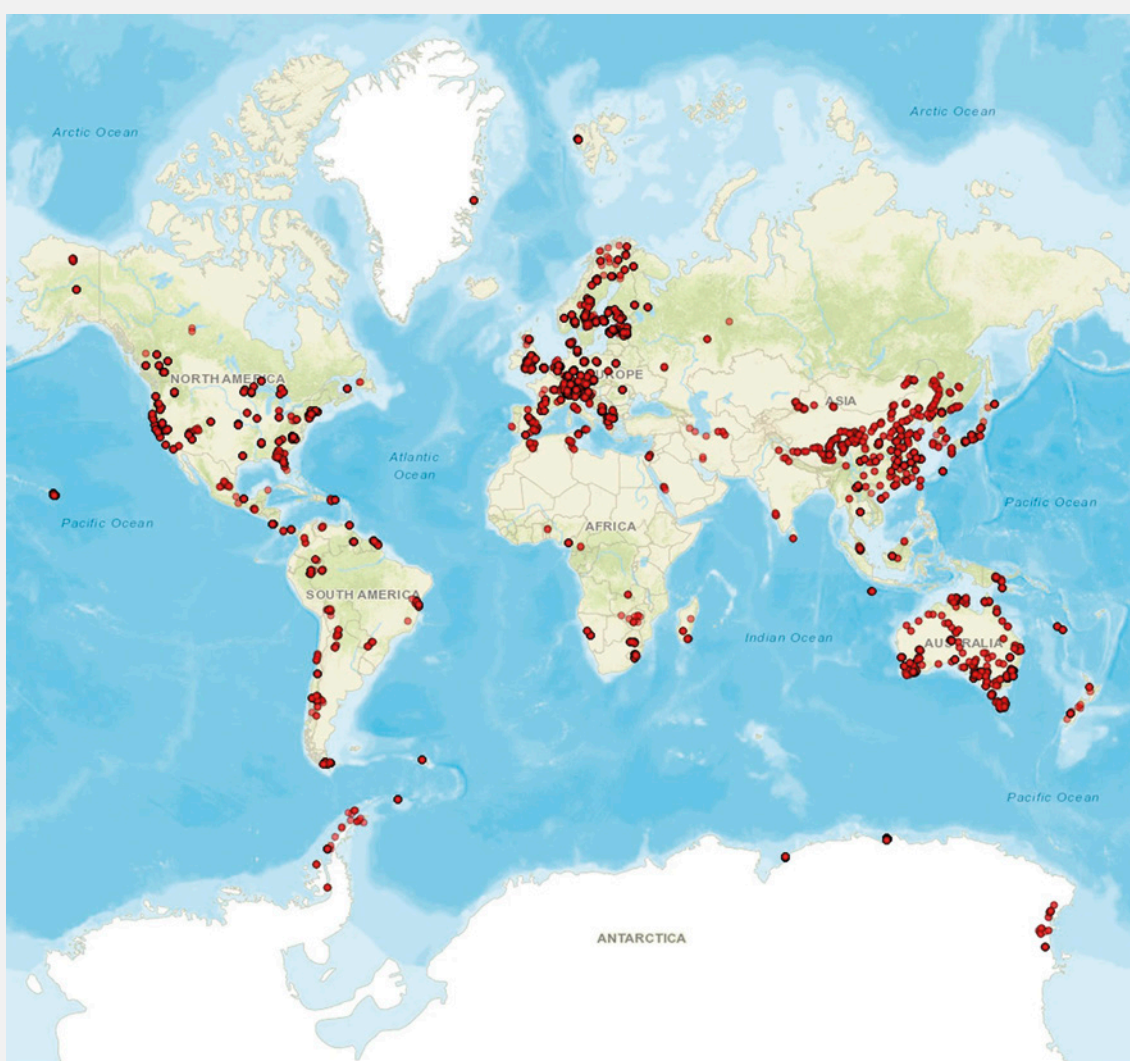 Arctic Ocean
Arctic Ocean
NORTH AMERICA
EUROPE
ASIA
Atlantic
Ocean
Pacific Ocean
Pacific Ocean
AFRICA
SOUTH AMERICA
Indian Ocean
AUSTRALIA
Pacific Ocean
ANTARCTICA